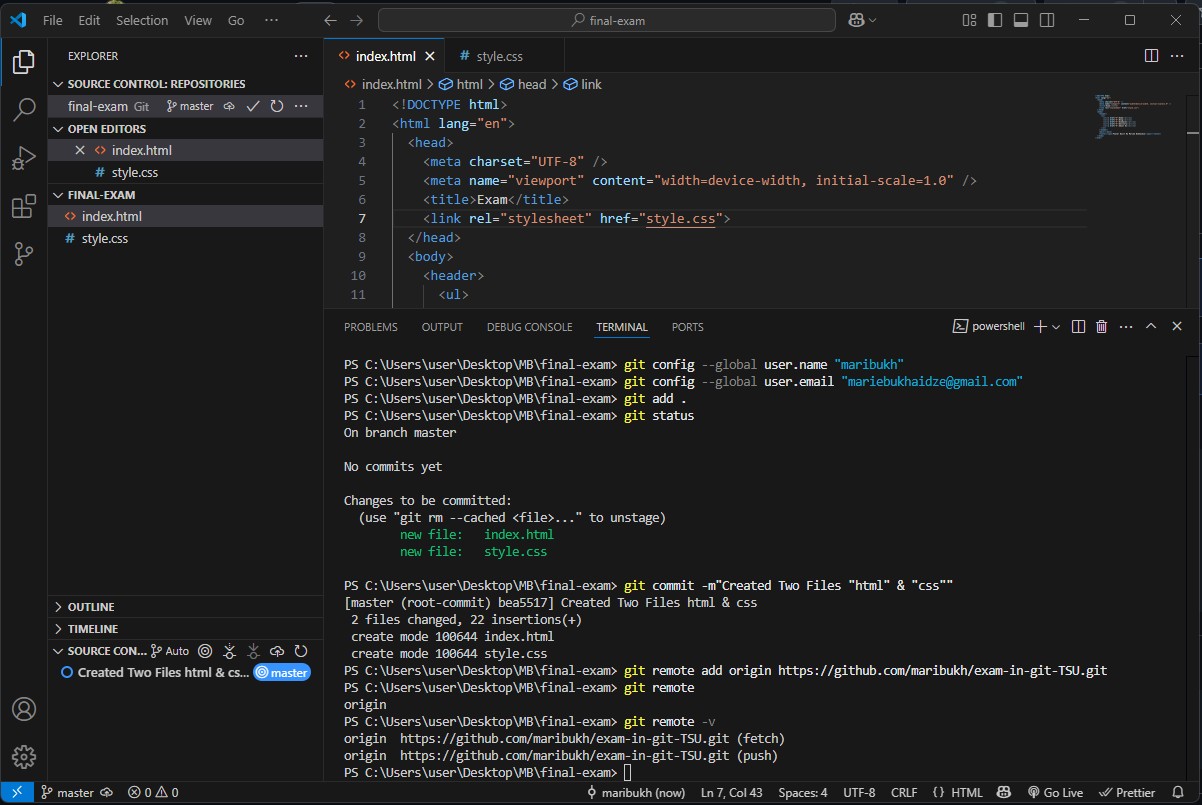 File Edit Selection View Go ··· final-exam
EXPLORER ···
SOURCE CONTROL: REPOSITORIES
final-exam Git master ···
OPEN EDITORS
index.html
# style.css
FINAL-EXAM
index.html
# style.css
OUTLINE
TIMELINE
SOURCE CON... Auto
Created Two Files html & cs... master
index.html # style.css ···
index.html > html > head > link
1 <!DOCTYPE html>
2 <html lang="en">
3 <head>
4 <meta charset="UTF-8" />
5 <meta name="viewport" content="width=device-width, initial-scale=1.0" />
6 <title>Exam</title>
7 <link rel="stylesheet" href="style.css">
8 </head>
9 <body>
10 <header>
11 <ul>
PROBLEMS OUTPUT DEBUG CONSOLE TERMINAL PORTS powershell ···
PS C:\Users\user\Desktop\MB\final-exam> git config --global user.name "maribukh"
PS C:\Users\user\Desktop\MB\final-exam> git config --global user.email "mariebukhaidze@gmail.com"
PS C:\Users\user\Desktop\MB\final-exam> git add .
PS C:\Users\user\Desktop\MB\final-exam> git status
On branch master
No commits yet
Changes to be committed:
(use "git rm --cached <file>..." to unstage)
new file: index.html
new file: style.css
PS C:\Users\user\Desktop\MB\final-exam> git commit -m"Created Two Files "html" & "css""
[master (root-commit) bea5517] Created Two Files html & css
2 files changed, 22 insertions(+)
create mode 100644 index.html
create mode 100644 style.css
PS C:\Users\user\Desktop\MB\final-exam> git remote add origin https://github.com/maribukh/exam-in-git-TSU.git
PS C:\Users\user\Desktop\MB\final-exam> git remote
origin
PS C:\Users\user\Desktop\MB\final-exam> git remote -v
origin https://github.com/maribukh/exam-in-git-TSU.git (fetch)
origin https://github.com/maribukh/exam-in-git-TSU.git (push)
PS C:\Users\user\Desktop\MB\final-exam>
master 0 0 maribukh (now) Ln 7, Col 43 Spaces: 4 UTF-8 CRLF {} HTML Go Live Prettier